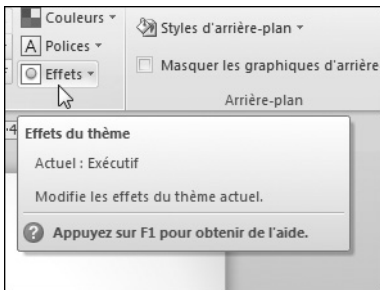 Couleurs
Styles d'arrière-plan
A Polices
Masquer les graphiques d'arrière
Effets
Arrière-plan
Effets du thème
Actuel : Exécutif
Modifie les effets du thème actuel.
Appuyez sur F1 pour obtenir de l'aide.